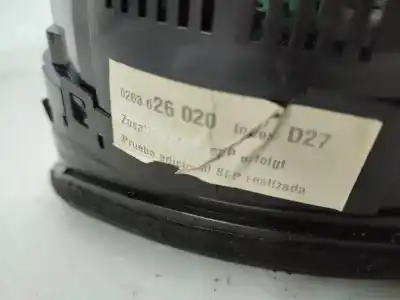 0263 626 020 Index D27
erfolgt
Prueba adicional SEP realizada